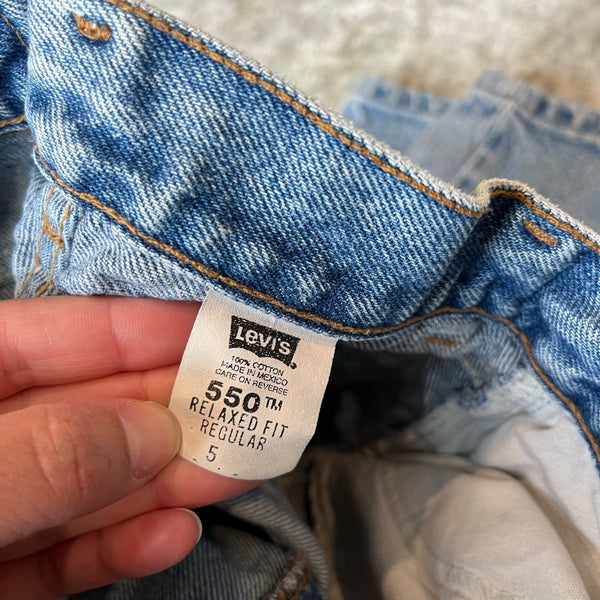 Levi's
100% COTTON
MADE IN MEXICO
CARE ON REVERSE
550™
RELAXED FIT
REGULAR
5